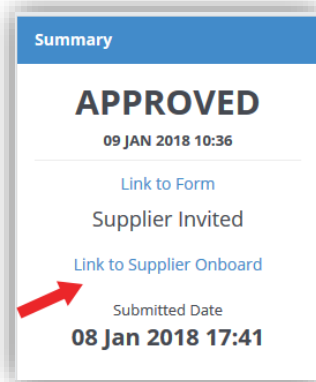 Summary
APPROVED
09 JAN 2018 10:36
Link to Form
Supplier Invited
Link to Supplier Onboard
Submitted Date
08 Jan 2018 17:41